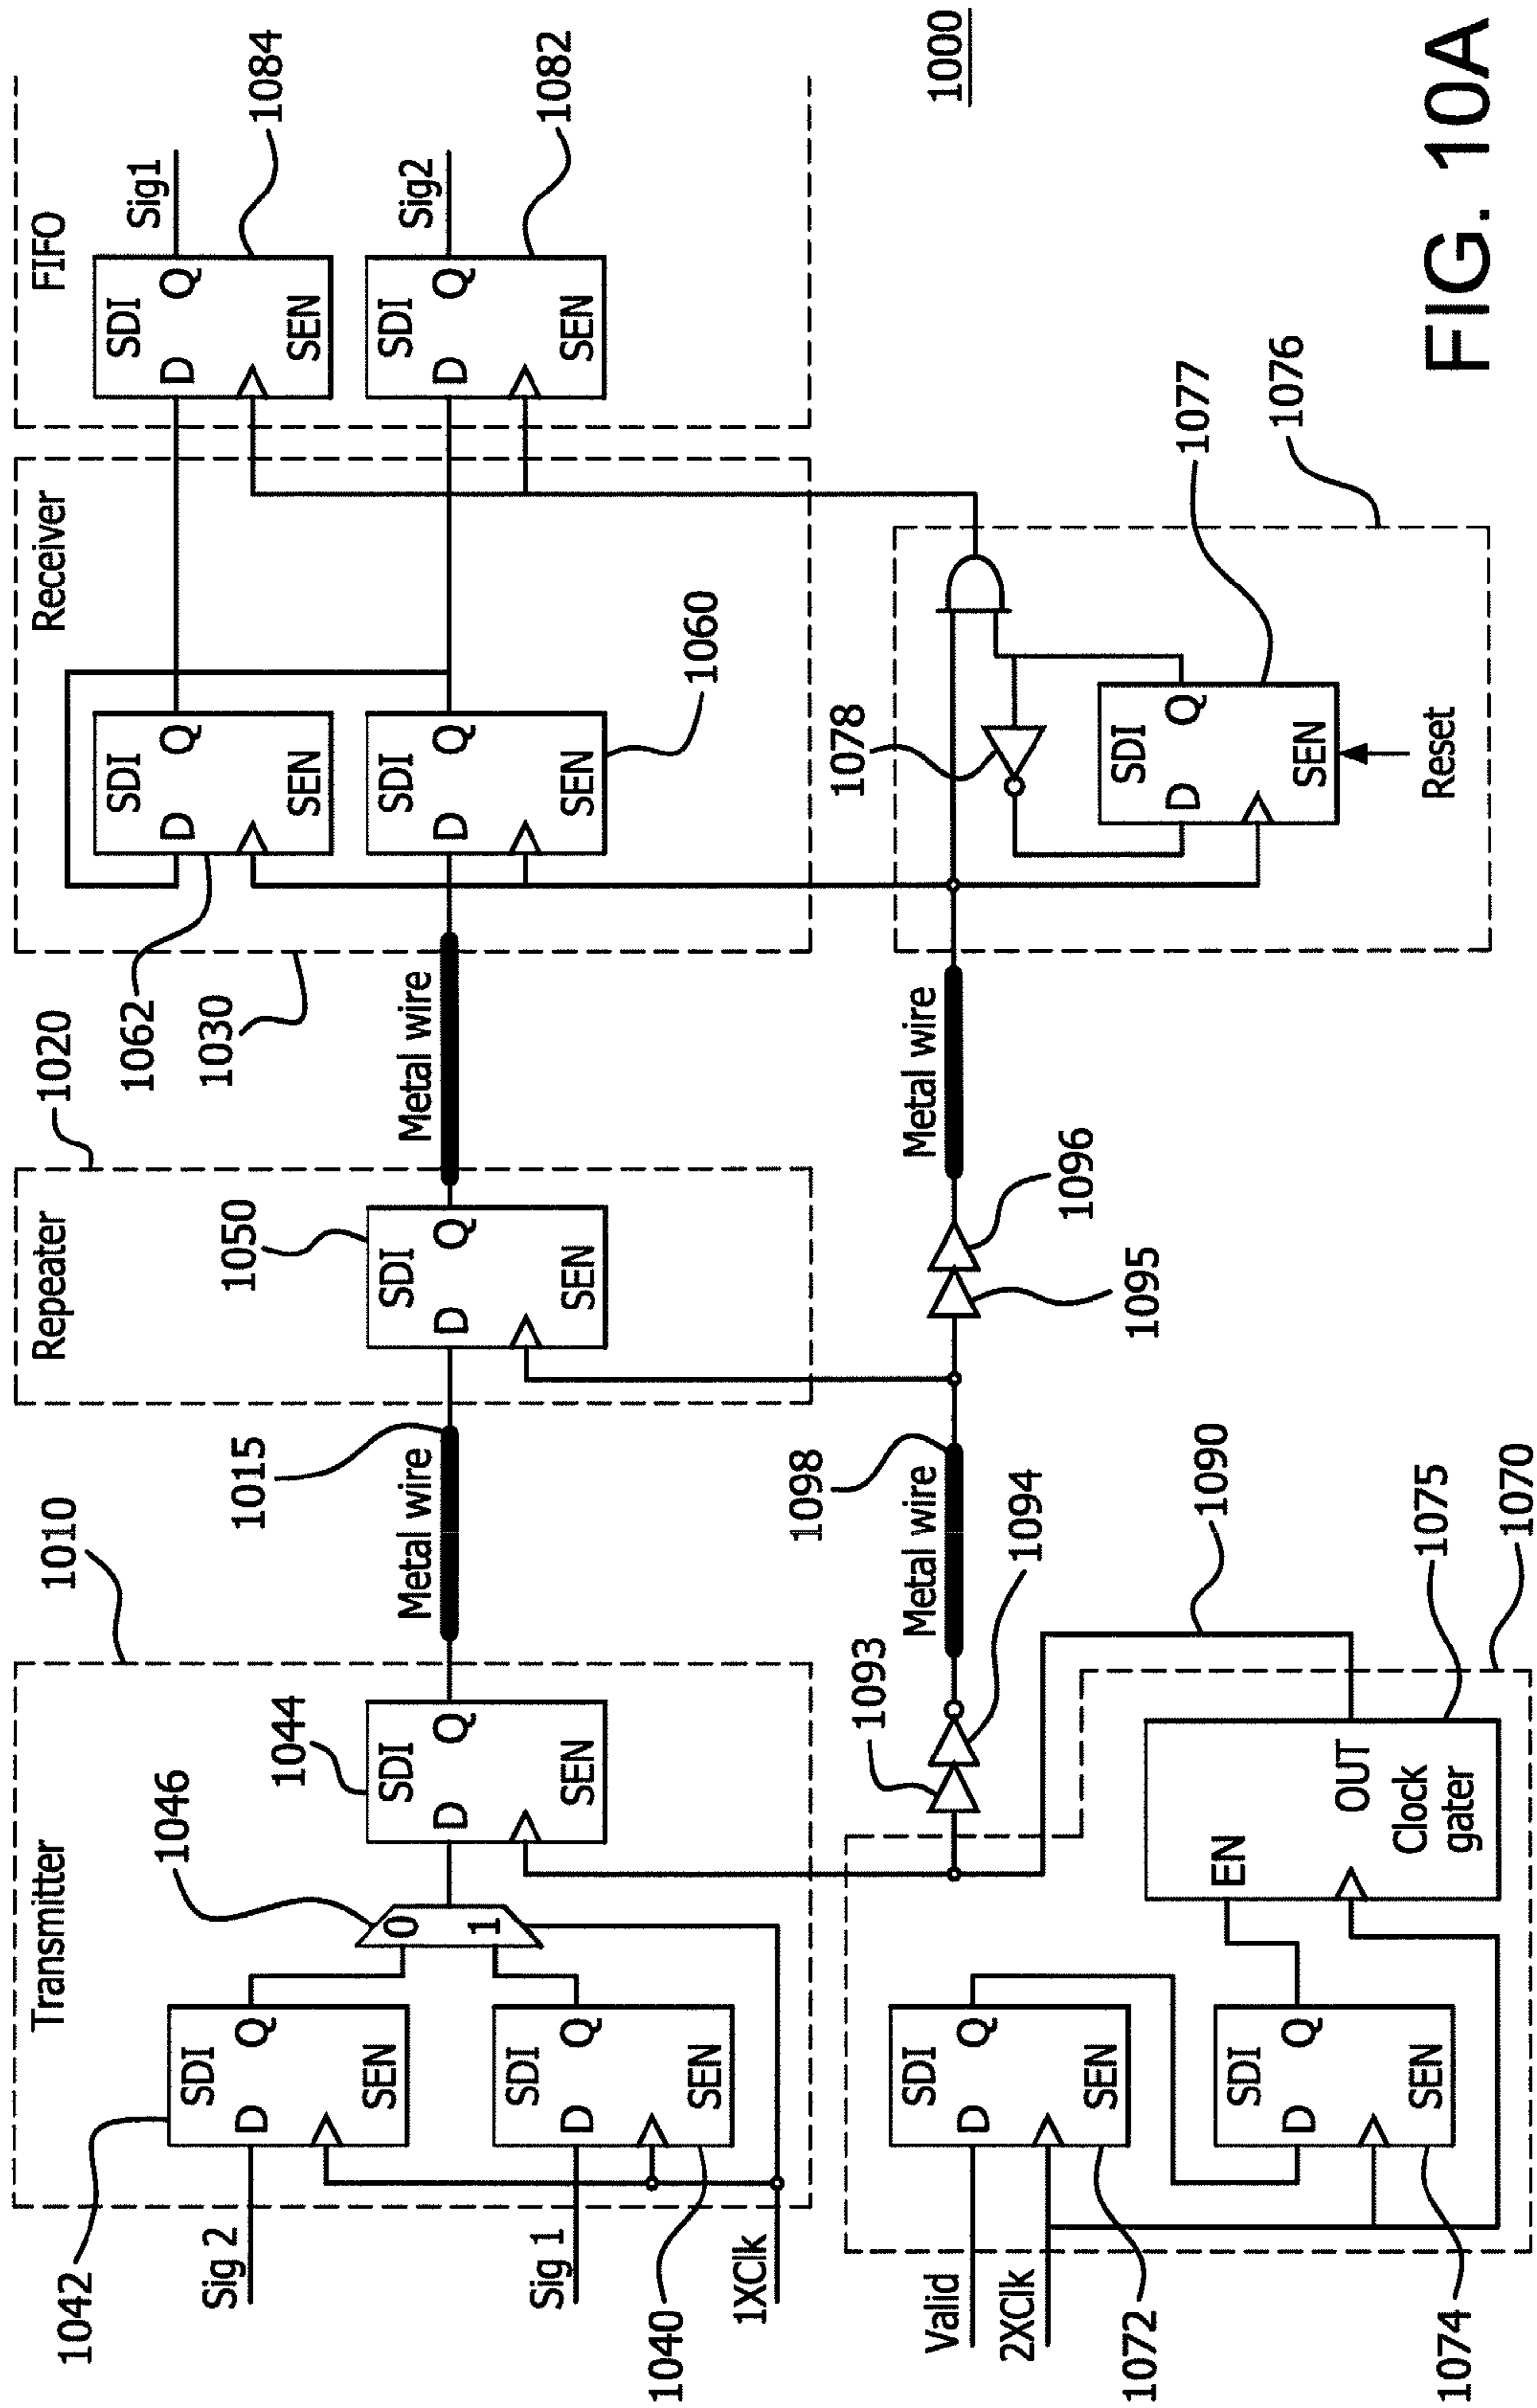 Transmitter
1010
Sig 2
1042
SDI
D
Q
SEN
Sig 1
1040
SDI
D
Q
SEN
1XClk
1046
0
1
1044
SDI
D
Q
SEN
Metal wire
1015
Repeater
1020
1050
SDI
D
Q
SEN
Metal wire
Receiver
1030
1062
SDI
D
Q
SEN
SDI
D
Q
SEN
1060
FIFO
SDI
D
Q
SEN
Sig1
1084
SDI
D
Q
SEN
Sig2
1082
Valid
2XClk
1072
SDI
D
Q
SEN
1074
SDI
D
Q
SEN
EN
OUT
Clock
gater
1075
1070
1090
1093
1094
Metal wire
1098
1095
1096
Metal wire
1078
SDI
D
Q
SEN
Reset
1077
1076
1000
FIG. 10A